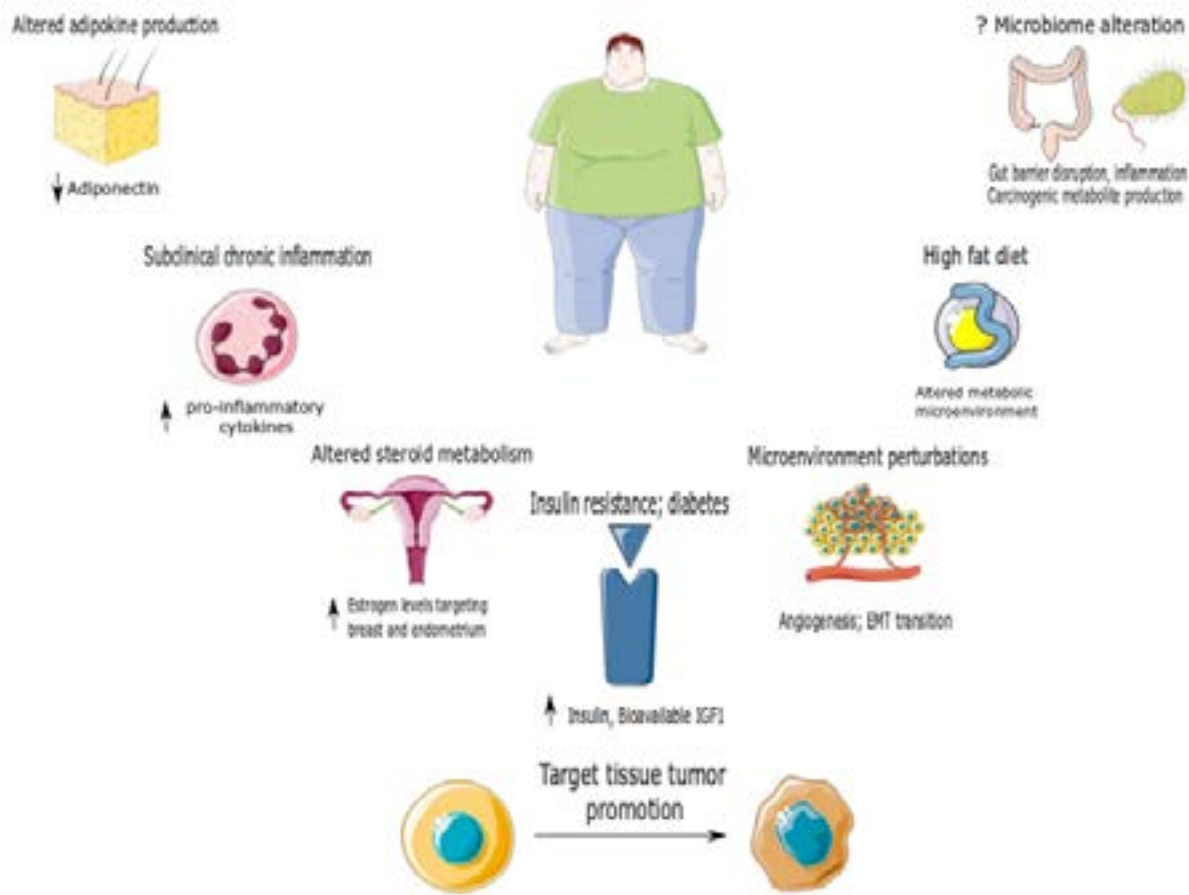 Altered adipokine production
Adiponectin
? Microbiome alteration
Gut barrier disruption, inflammation
Carcinogenic metabolite production
Subclinical chronic inflammation
pro-inflammatory
cytokines
High fat diet
Altered metabolic
microenvironment
Altered steroid metabolism
Estrogen levels targeting
breast and endometrium
Insulin resistance; diabetes
Insulin, Bioavailable IGF1
Microenvironment perturbations
Angiogenesis; EMT transition
Target tissue tumor
promotion